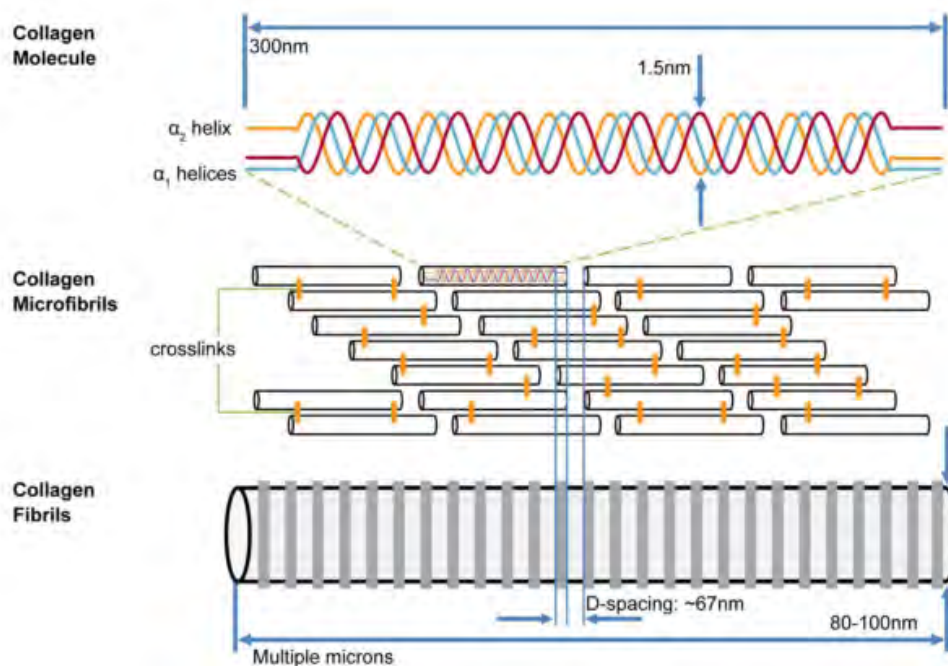 Collagen
Molecule
300nm
1.5nm
α₂ helix
α₁ helices
Collagen
Microfibrils
crosslinks
Collagen
Fibrils
D-spacing: ~67nm
80-100nm
Multiple microns